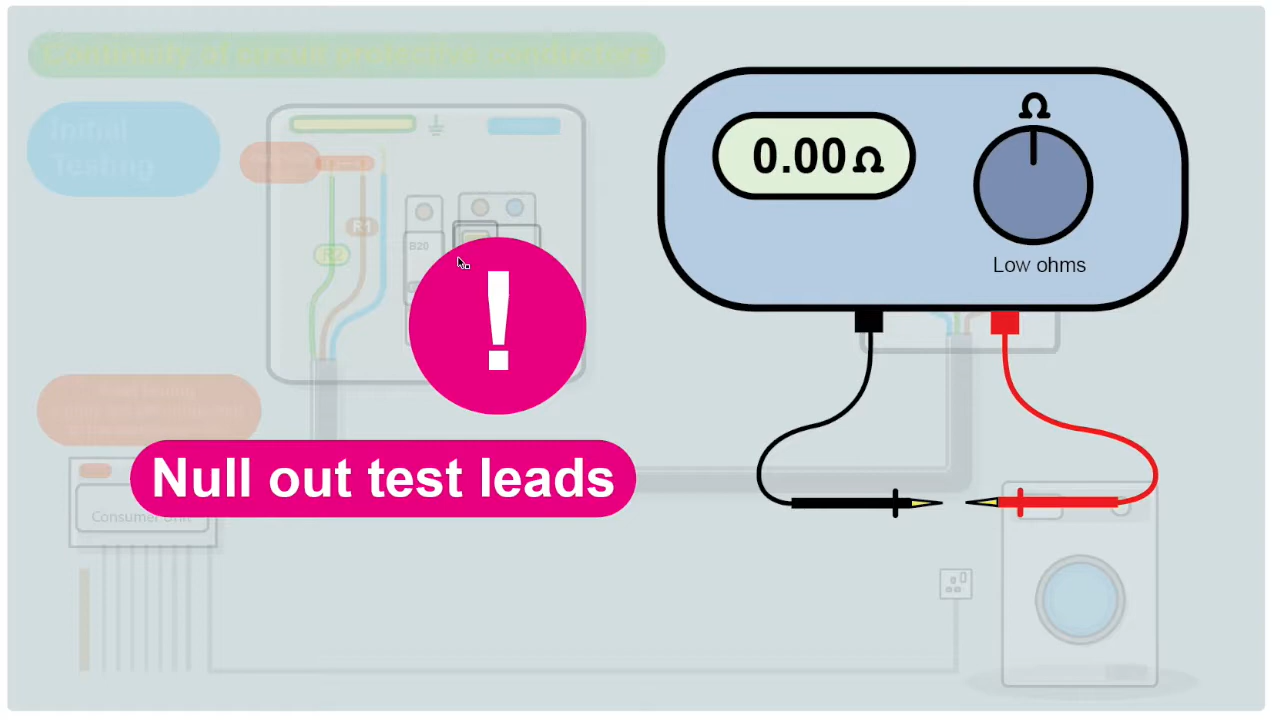 Continuity of circuit protective conductors
Initial
Testing
0.00Ω
Ω
Low ohms
R1
R2
B20
!
Null out test leads
Consumer Unit